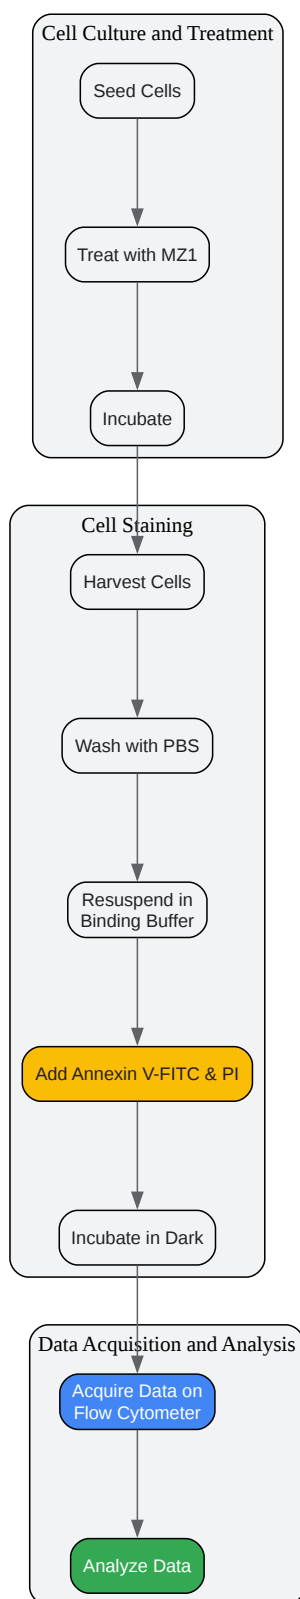 Cell Culture and Treatment
Seed Cells
Treat with MZ1
Incubate
Cell Staining
Harvest Cells
Wash with PBS
Resuspend in
Binding Buffer
Add Annexin V-FITC & PI
Incubate in Dark
Data Acquisition and Analysis
Acquire Data on
Flow Cytometer
Analyze Data